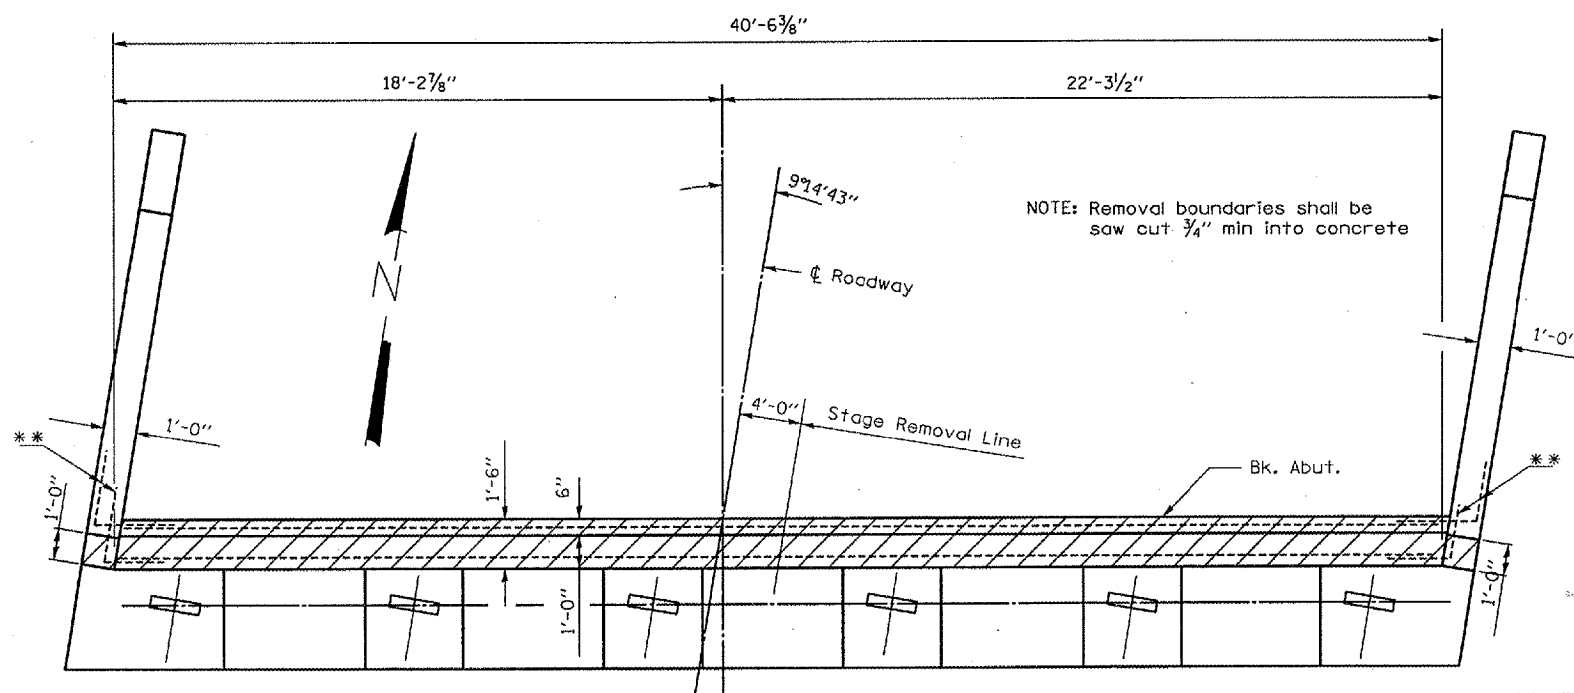 40'-6⅜"
18'-2⅞"
22'-3½"
9°14'43"
NOTE: Removal boundaries shall be
saw cut ¾" min into concrete
℄ Roadway
N
1'-0"
4'-0"
Stage Removal Line
1'-0"
**
1'-0"
1'-6"
6"
Bk. Abut.
**
1'-0"
1'-0"